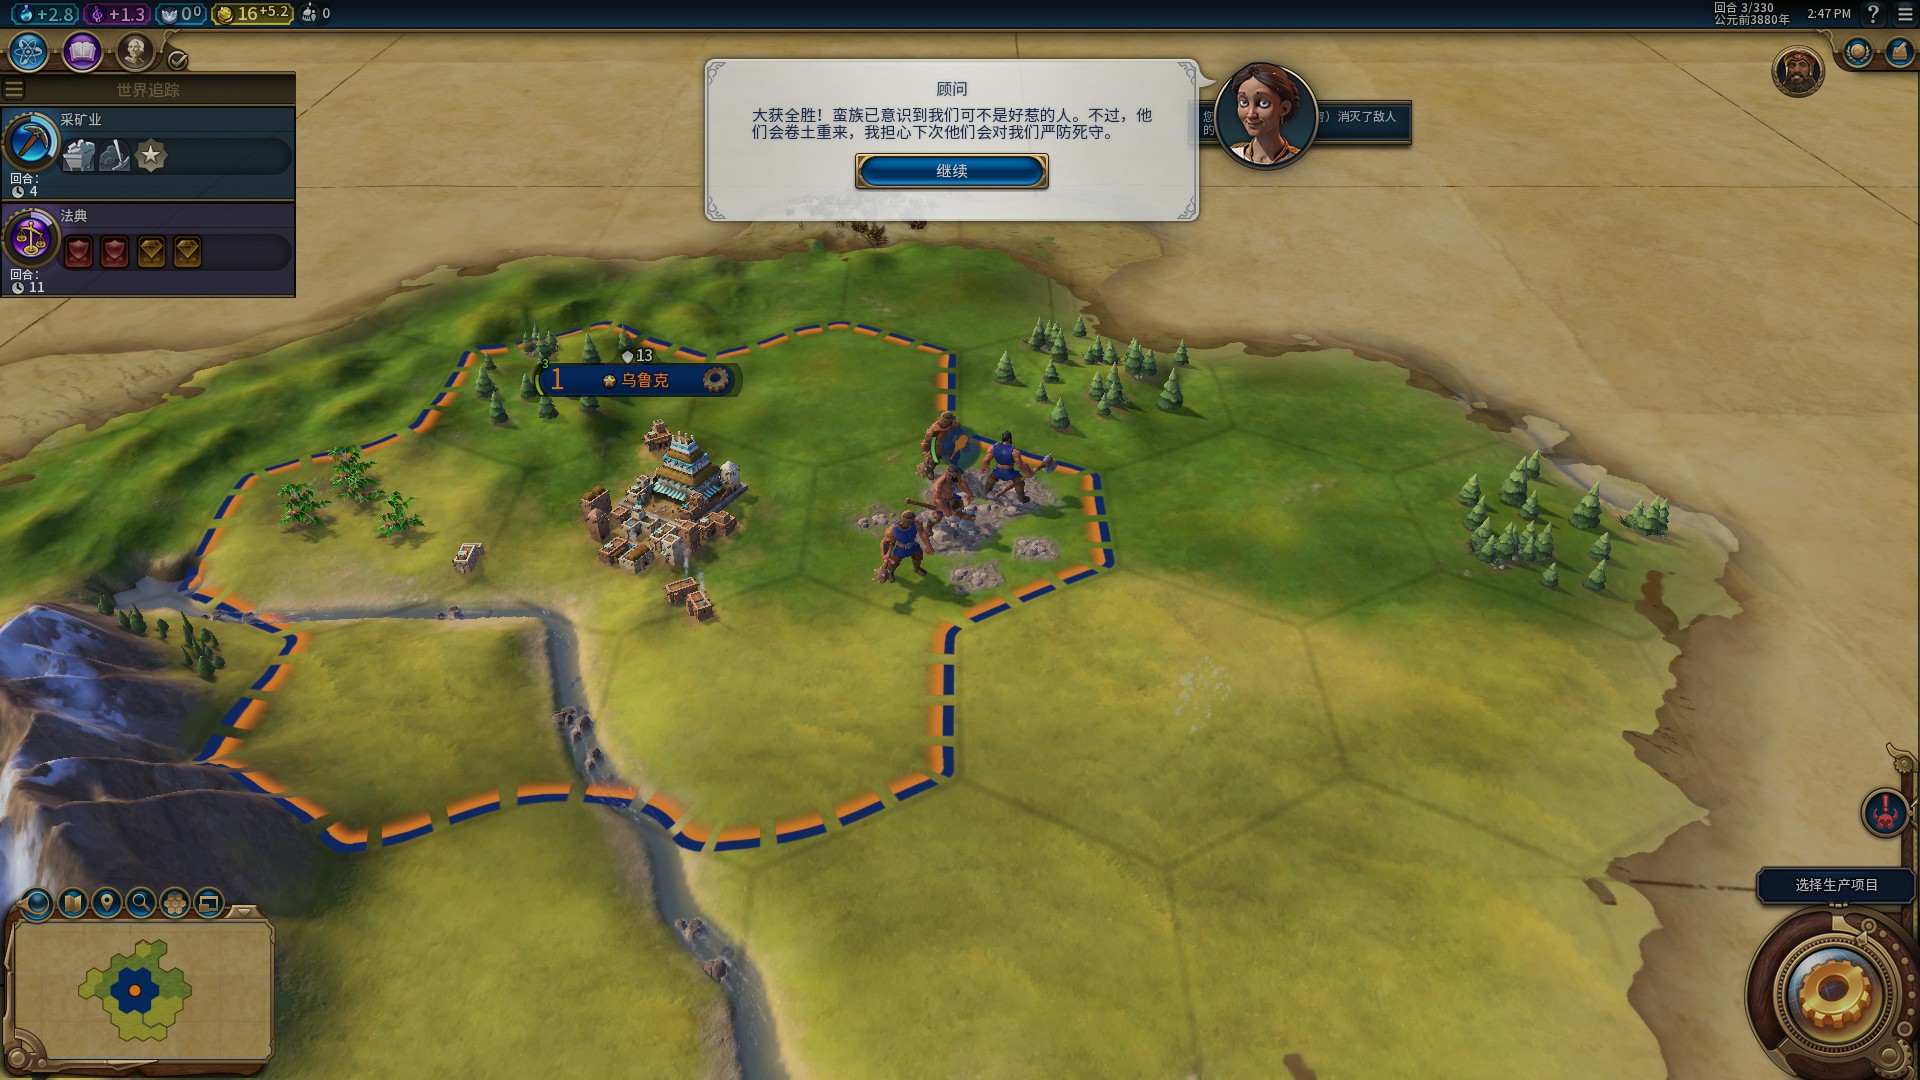 +2.8 +1.3 0 0 16 +5.2 0
回合 3/330
公元前3880年
2:47 PM
?
世界追踪
采矿业
回合：
4
法典
回合：
11
顾问
大获全胜！蛮族已意识到我们可不是好惹的人。不过，他
们会卷土重来，我担心下次他们会对我们严防死守。
继续
您
的
）消灭了敌人
13
3
1 乌鲁克
选择生产项目